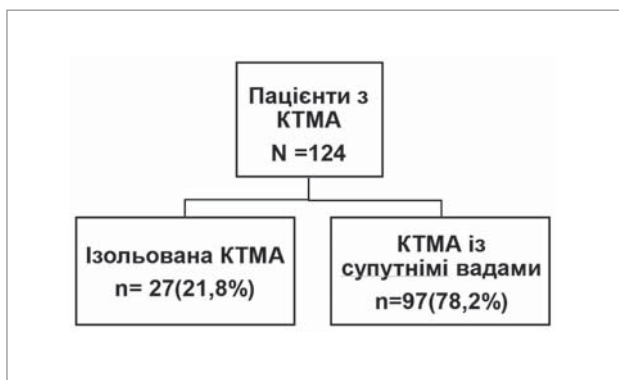 Пацієнти з
КТМА
N =124
Ізольована КТМА
n= 27(21,8%)
КТМА із
супутнімі вадами
n=97(78,2%)